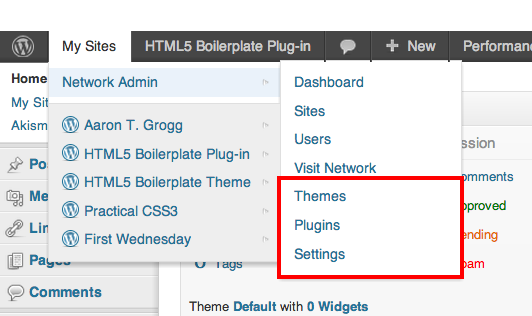 My Sites
HTML5 Boilerplate Plug-in
New
Performan
Home
My Si
Akism
Network Admin
Aaron T. Grogg
HTML5 Boilerplate Plug-in
HTML5 Boilerplate Theme
Practical CSS3
First Wednesday
Dashboard
Sites
Users
Visit Network
Themes
Plugins
Settings
Po
Me
Lin
Pages
Comments
ssion
omments
pproved
ending
pam
0 Tags
Theme Default with 0 Widgets